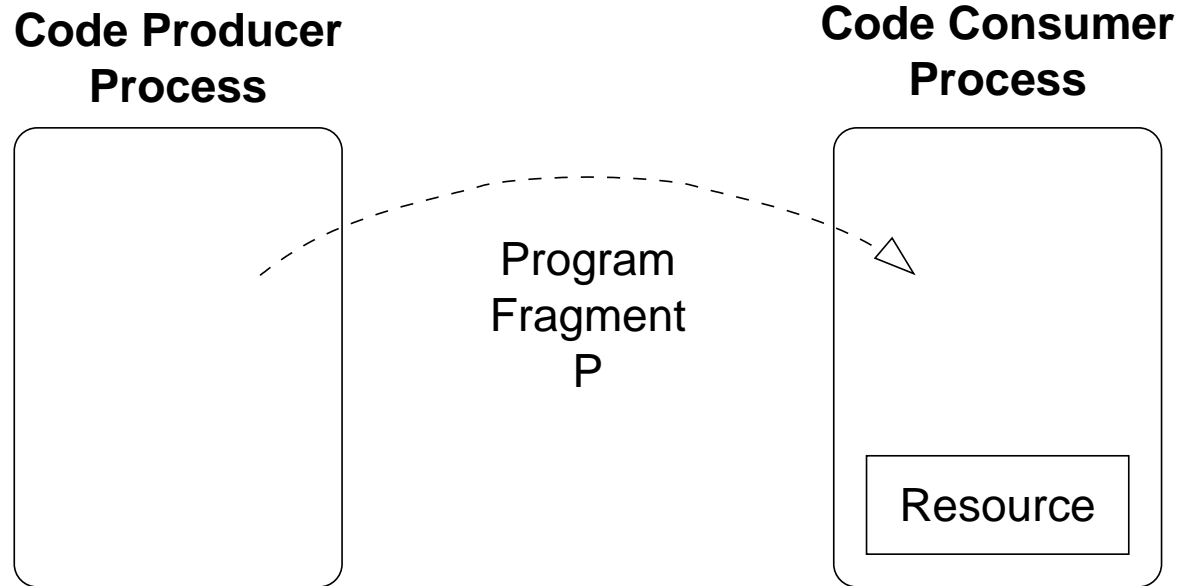 Code Producer
Process
Code Consumer
Process
Program
Fragment
P
Resource